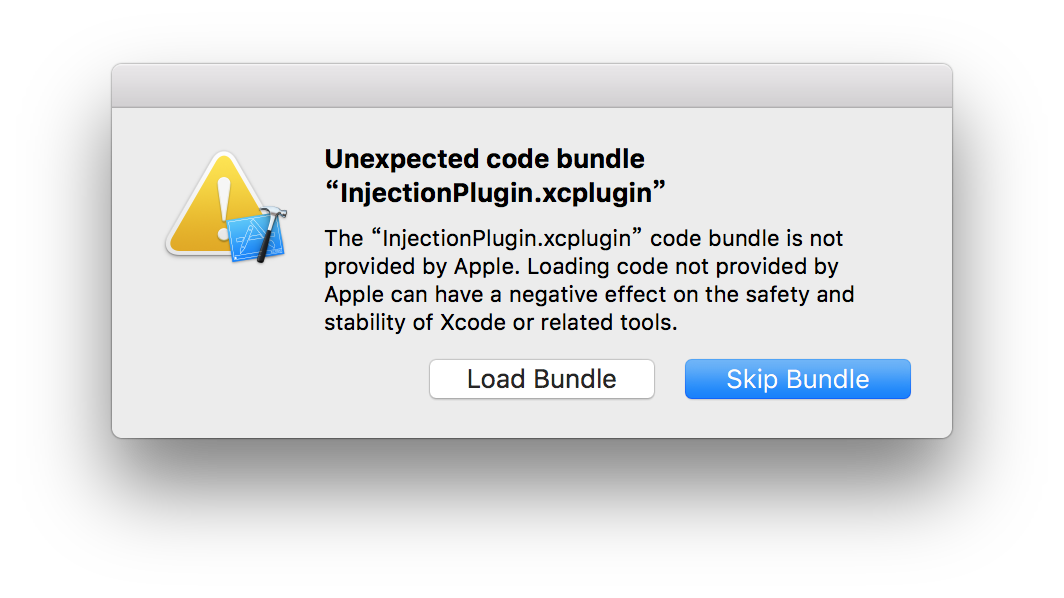 Unexpected code bundle
“InjectionPlugin.xcplugin”
The “InjectionPlugin.xcplugin” code bundle is not
provided by Apple. Loading code not provided by
Apple can have a negative effect on the safety and
stability of Xcode or related tools.
Load Bundle
Skip Bundle